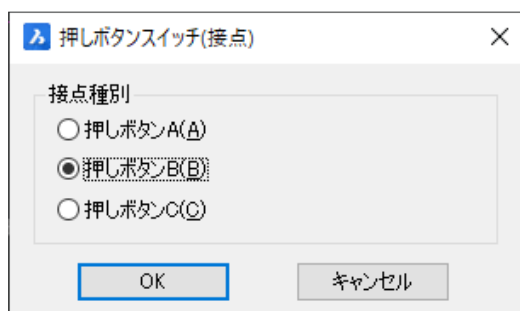 押しボタンスイッチ(接点)
接点種別
押しボタンA(A)
押しボタンB(B)
押しボタンC(C)
OK キャンセル